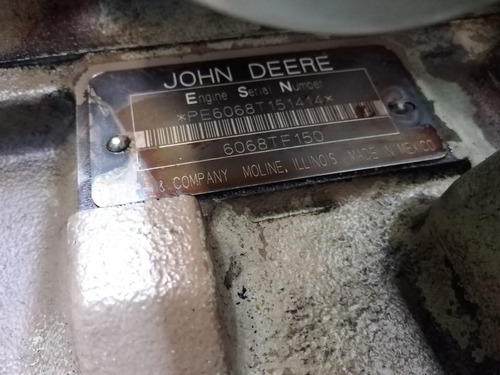 JOHN DEERE
Engine Serial Number
*PE6068T151414*
6068TF150
& COMPANY MOLINE, ILLINOIS MADE IN MEXICO